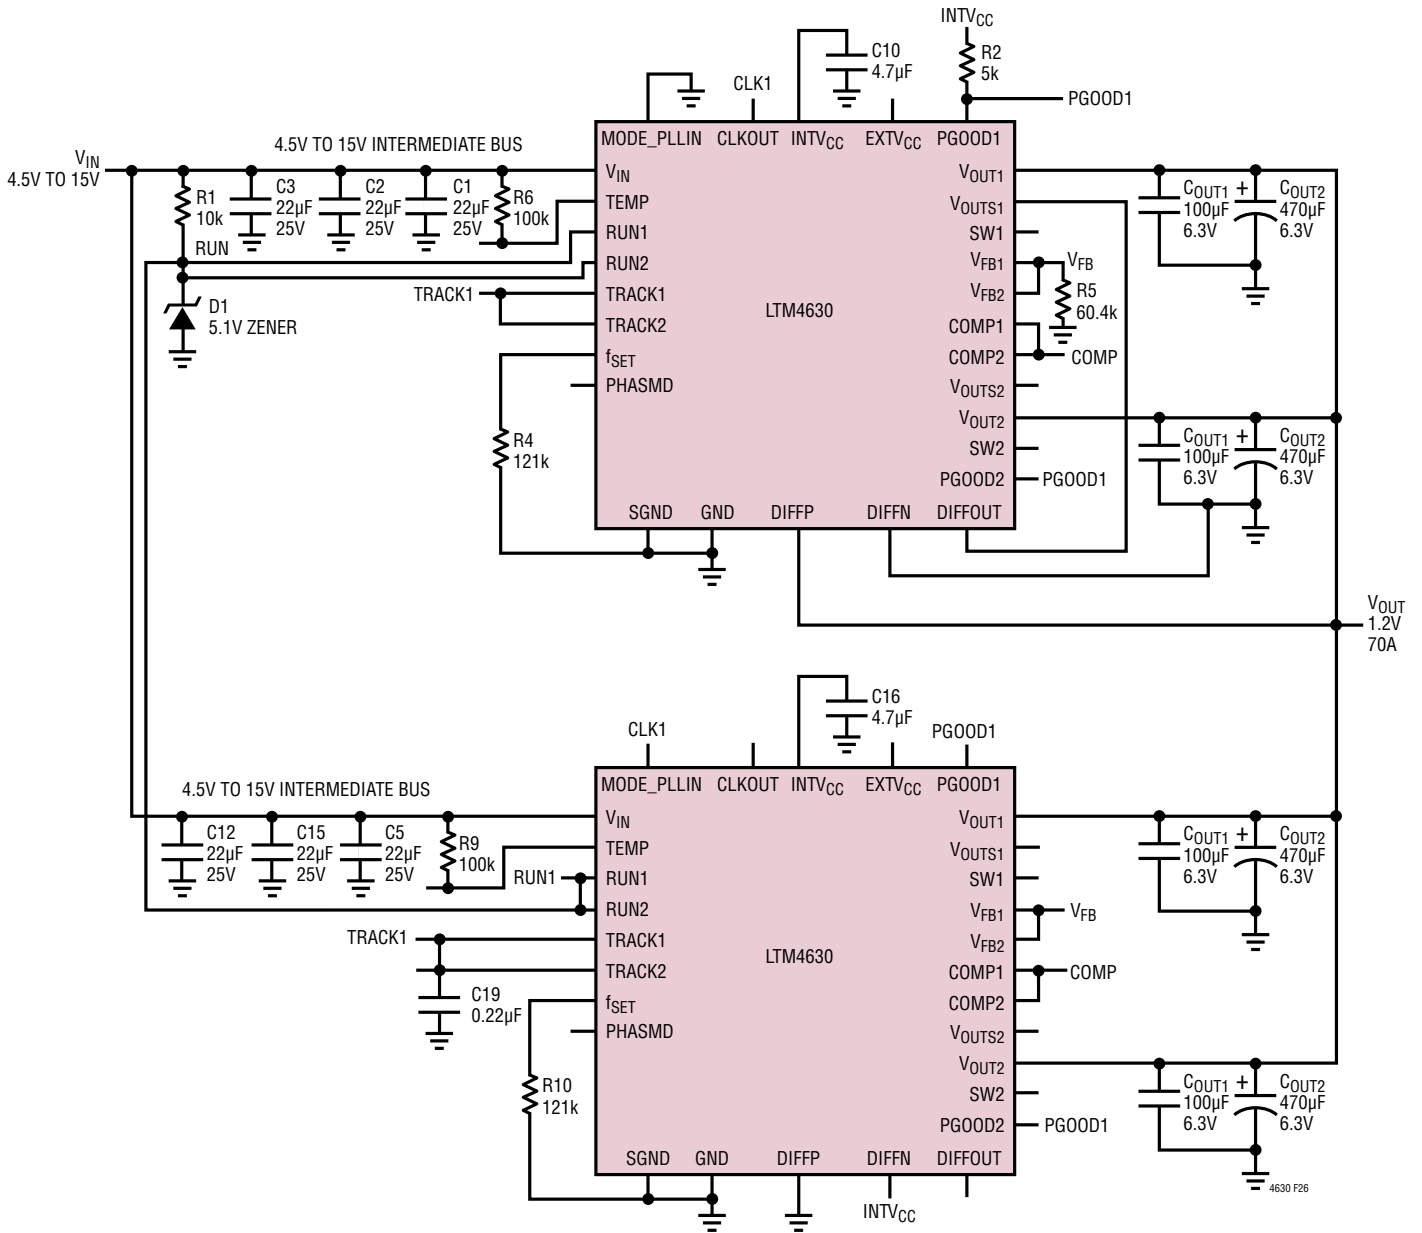 INTVCC
R2
5k
PGOOD1
C10
4.7µF
CLK1
MODE_PLLIN CLKOUT INTVCC EXTVCC PGOOD1
4.5V TO 15V INTERMEDIATE BUS
VIN
4.5V TO 15V
R1
10k
C3
22µF
25V
C2
22µF
25V
C1
22µF
25V
R6
100k
RUN
D1
5.1V ZENER
TRACK1
R4
121k
VIN
TEMP
RUN1
RUN2
TRACK1
TRACK2
fSET
PHASMD
LTM4630
VOUT1
VOUTS1
SW1
VFB1
VFB2
COMP1
COMP2
VOUTS2
VOUT2
SW2
PGOOD2
SGND GND DIFFP DIFFN DIFFOUT
VFB
R5
60.4k
COMP
PGOOD1
COUT1
100µF
6.3V
+
COUT2
470µF
6.3V
COUT1
100µF
6.3V
+
COUT2
470µF
6.3V
VOUT
1.2V
70A
C16
4.7µF
CLK1
PGOOD1
MODE_PLLIN CLKOUT INTVCC EXTVCC PGOOD1
4.5V TO 15V INTERMEDIATE BUS
C12
22µF
25V
C15
22µF
25V
C5
22µF
25V
R9
100k
RUN1
TRACK1
C19
0.22µF
R10
121k
VIN
TEMP
RUN1
RUN2
TRACK1
TRACK2
fSET
PHASMD
LTM4630
VOUT1
VOUTS1
SW1
VFB1
VFB2
COMP1
COMP2
VOUTS2
VOUT2
SW2
PGOOD2
SGND GND DIFFP DIFFN DIFFOUT
INTVCC
VFB
COMP
PGOOD1
COUT1
100µF
6.3V
+
COUT2
470µF
6.3V
COUT1
100µF
6.3V
+
COUT2
470µF
6.3V
4630 F26